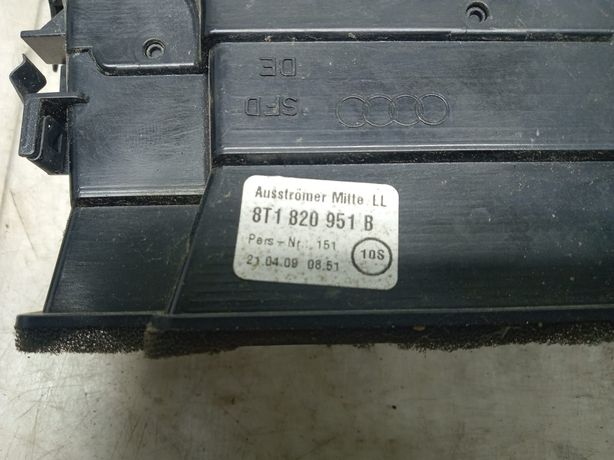 DE
SFD
Ausströmer Mitte LL
8T1 820 951 B
Pers-Nr.: 151
21.04.09 08.51
10S